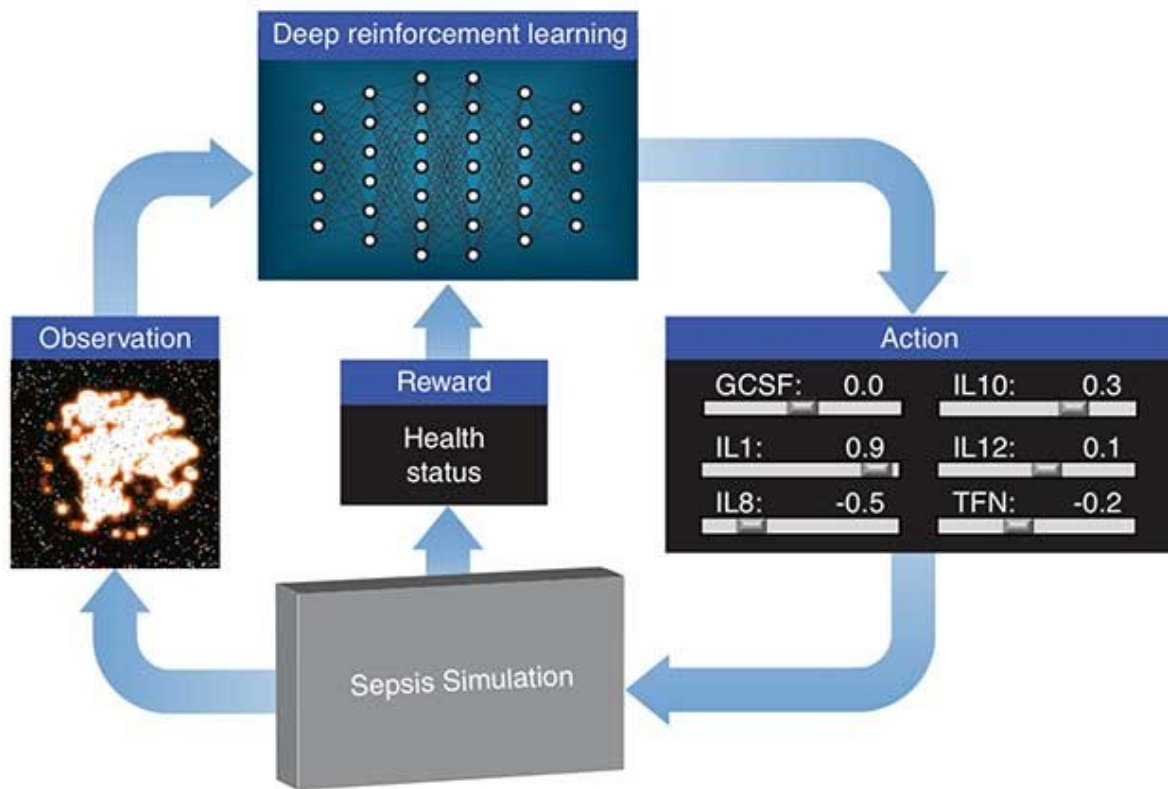 Deep reinforcement learning
Observation
Reward
Health
status
Action
GCSF: 0.0 IL10: 0.3
IL1: 0.9 IL12: 0.1
IL8: -0.5 TFN: -0.2
Sepsis Simulation